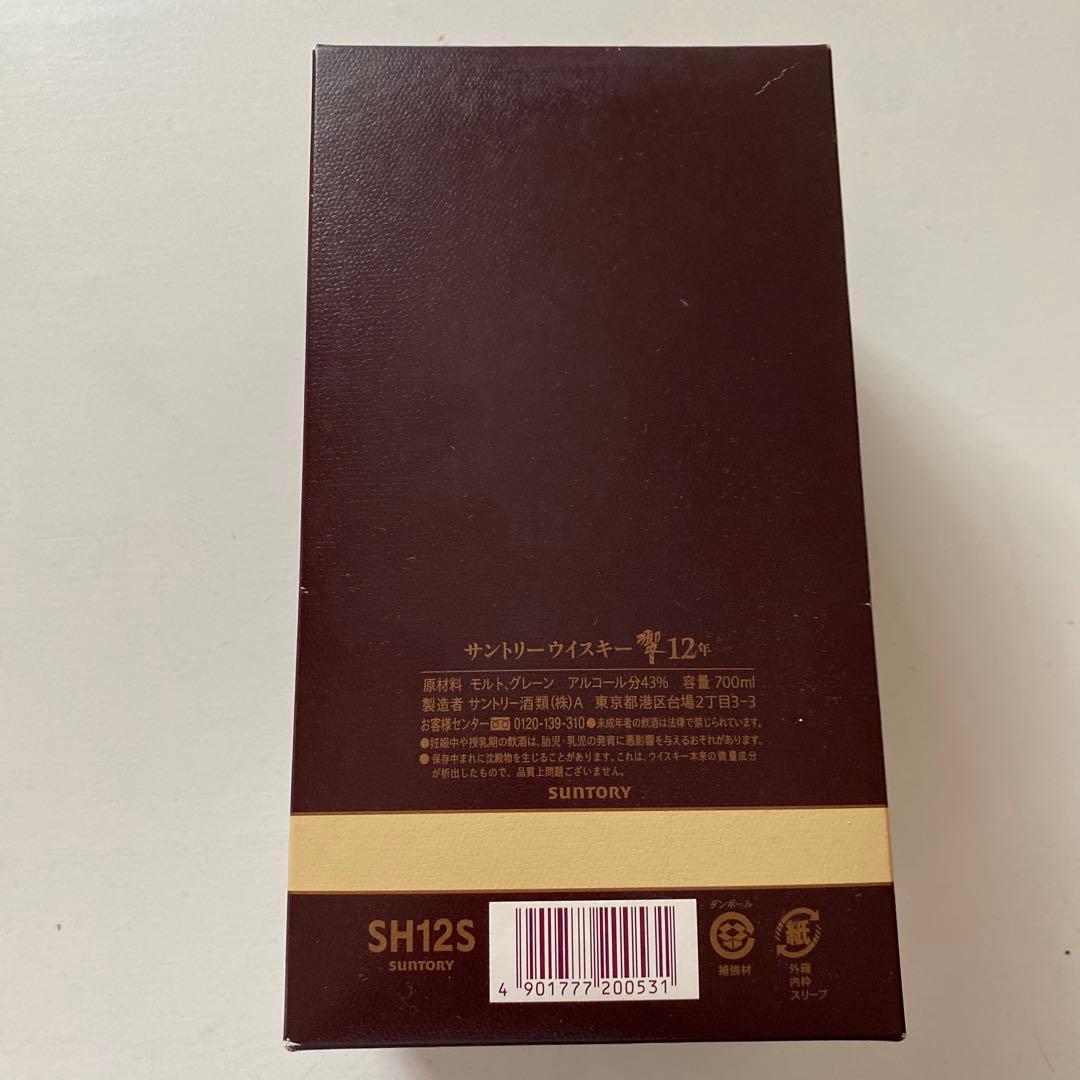 サントリーウイスキー 響 12年
原材料 モルト、グレーン アルコール分43% 容量 700ml
製造者 サントリー酒類(株)A 東京都港区台場2丁目3-3
お客様センター 0120-139-310 ●未成年者の飲酒は法律で禁じられています。
●妊娠中や授乳期の飲酒は、胎児・乳児の発育に悪影響を与えるおそれがあります。
●保存中まれに沈殿物を生じることがあります。これは、ウイスキー本来の微量成分
が析出したもので、品質上問題ございません。
SUNTORY
SH12S
SUNTORY
4 901777 200531
ダンボール
補強材
紙
外箱
内枠
スリーブ